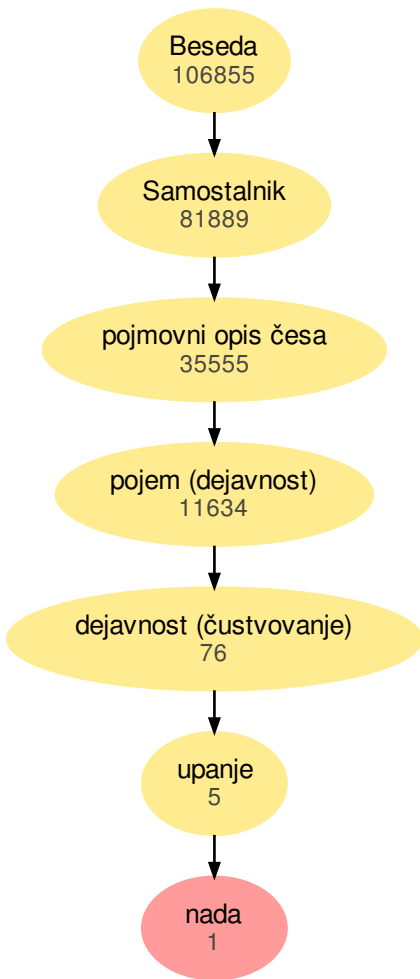 Beseda
106855
Samostalnik
81889
pojmovni opis česa
35555
pojem (dejavnost)
11634
dejavnost (čustvovanje)
76
upanje
5
nada
1